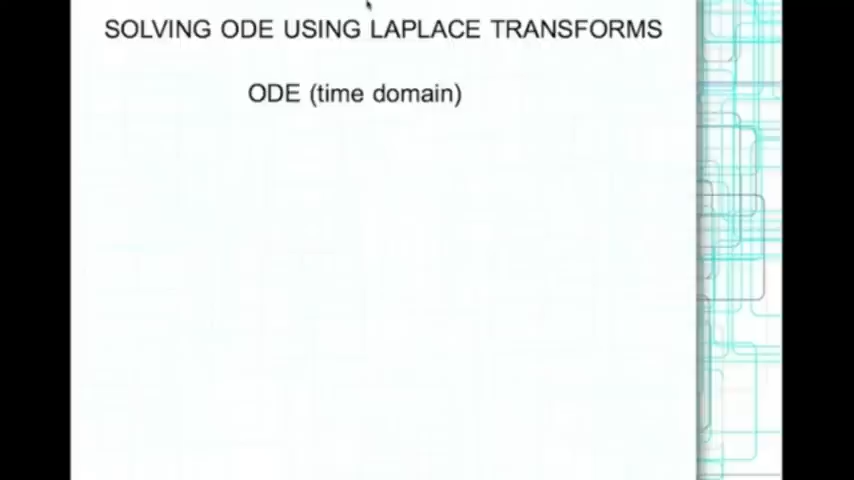 SOLVING ODE USING LAPLACE TRANSFORMS
ODE (time domain)